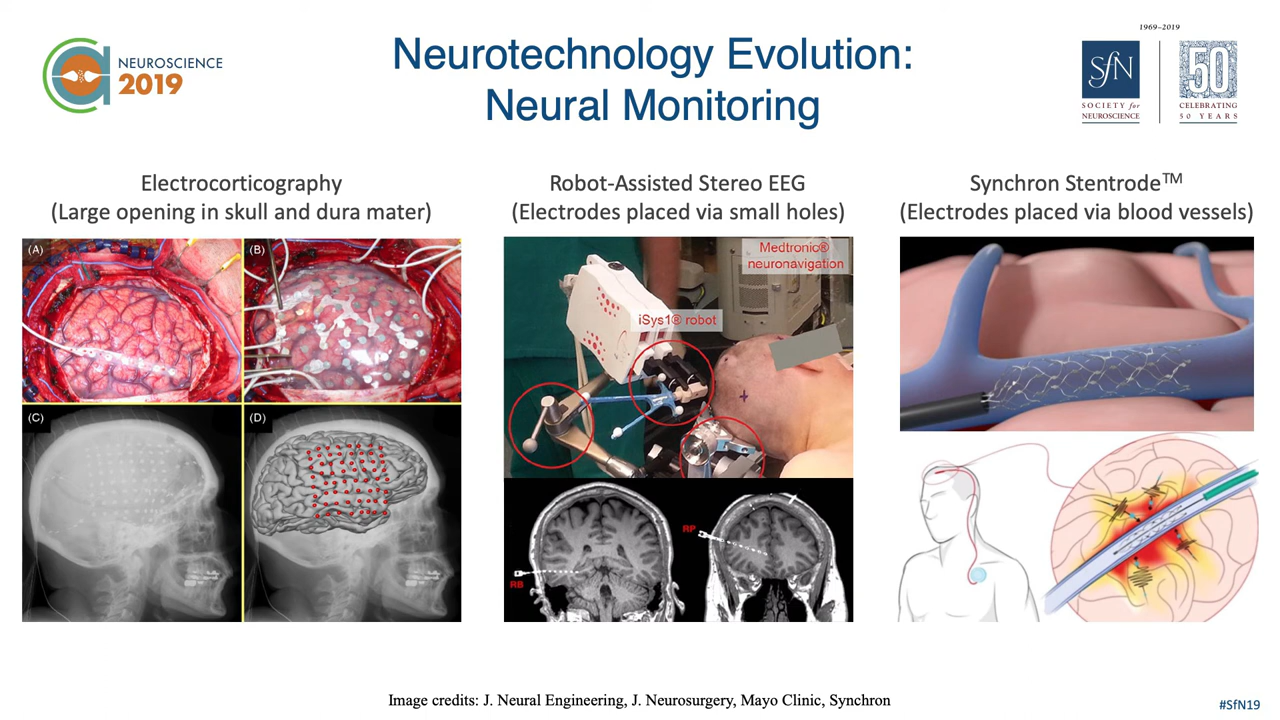 NEUROSCIENCE
2019
Neurotechnology Evolution:
Neural Monitoring
1969–2019
SfN
SOCIETY for
NEUROSCIENCE
50
CELEBRATING
50 YEARS
Electrocorticography
(Large opening in skull and dura mater)
(A)
(B)
(C)
(D)
Robot-Assisted Stereo EEG
(Electrodes placed via small holes)
Medtronic®
neuronavigation
iSys1® robot
RB
RP
Synchron Stentrode™
(Electrodes placed via blood vessels)
Image credits: J. Neural Engineering, J. Neurosurgery, Mayo Clinic, Synchron
#SfN19